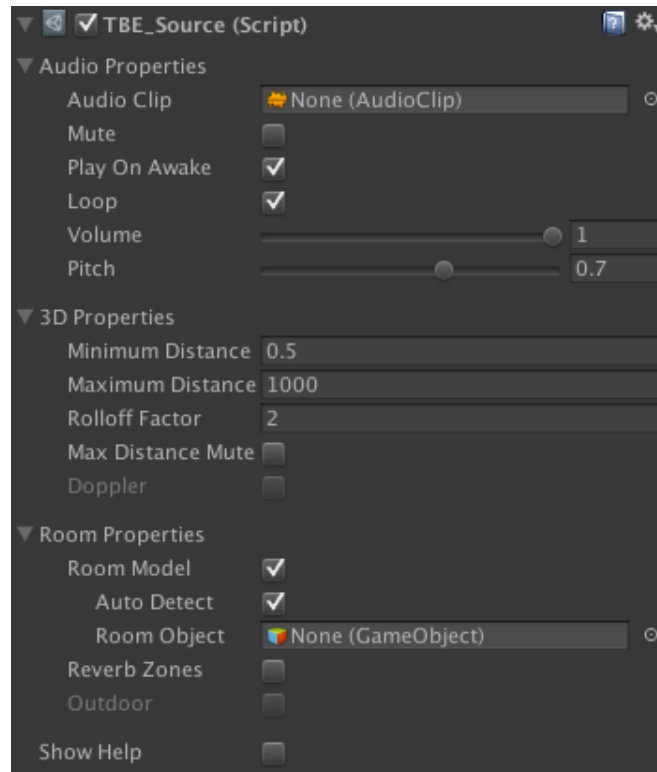 TBE_Source (Script)
Audio Properties
Audio Clip None (AudioClip)
Mute
Play On Awake
Loop
Volume 1
Pitch 0.7
3D Properties
Minimum Distance 0.5
Maximum Distance 1000
Rolloff Factor 2
Max Distance Mute
Doppler
Room Properties
Room Model
Auto Detect
Room Object None (GameObject)
Reverb Zones
Outdoor
Show Help